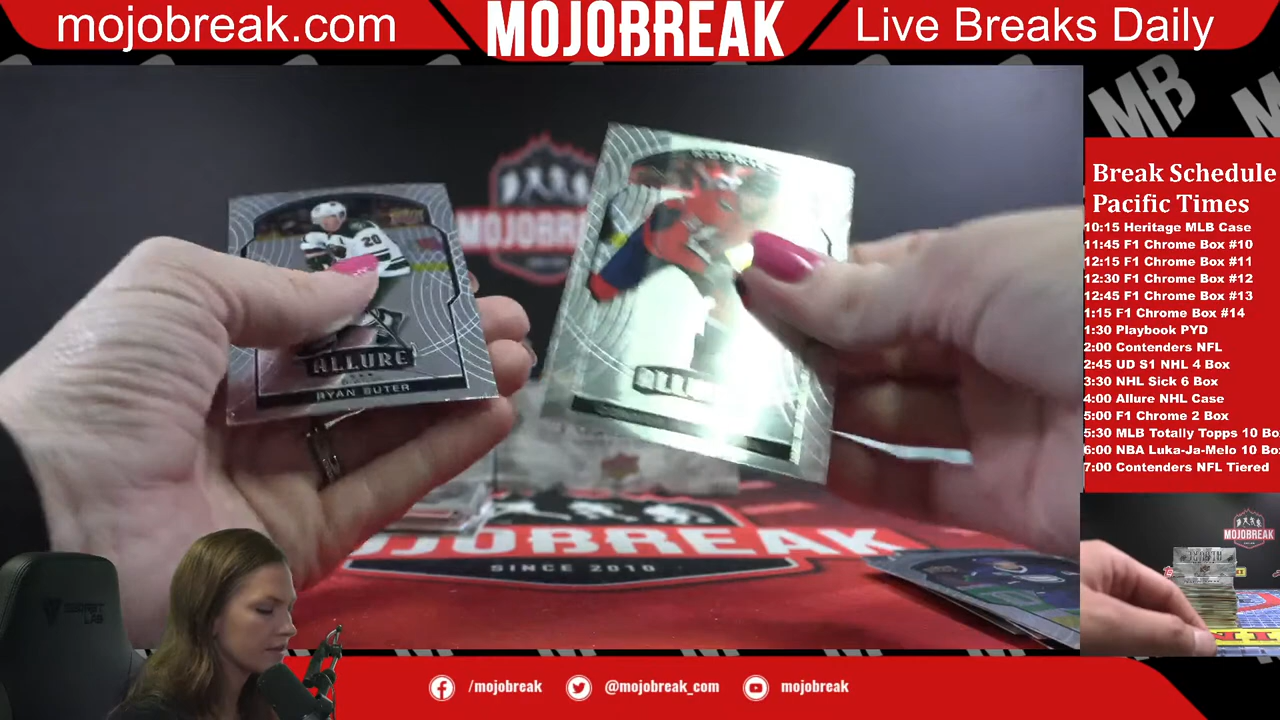 mojobreak.com
MOJOBREAK
Live Breaks Daily
MB
Break Schedule
Pacific Times
10:15 Heritage MLB Case
11:45 F1 Chrome Box #10
12:15 F1 Chrome Box #11
12:30 F1 Chrome Box #12
12:45 F1 Chrome Box #13
1:15 F1 Chrome Box #14
1:30 Playbook PYD
2:00 Contenders NFL
2:45 UD S1 NHL 4 Box
3:30 NHL Sick 6 Box
4:00 Allure NHL Case
5:00 F1 Chrome 2 Box
5:30 MLB Totally Topps 10 Bo
6:00 NBA Luka-Ja-Melo 10 Bo
7:00 Contenders NFL Tiered
MOJOBRE
20
ALLURE
RYAN SUTER
ALLURE
MOJOBREAK
SINCE 2010
MOJOBREAK
/mojobreak
@mojobreak_com
mojobreak